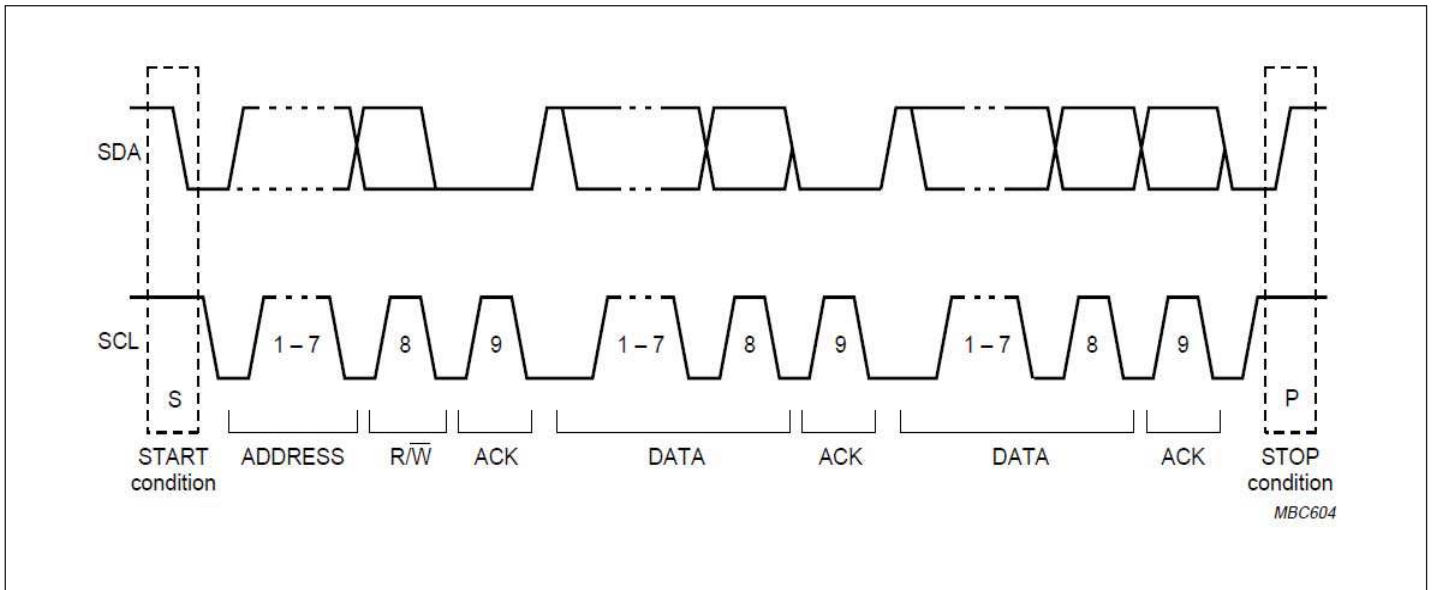 SDA
SCL
1 – 7
8
9
1 – 7
8
9
1 – 7
8
9
S
P
START
condition
ADDRESS
R/W̅
ACK
DATA
ACK
DATA
ACK
STOP
condition
MBC604